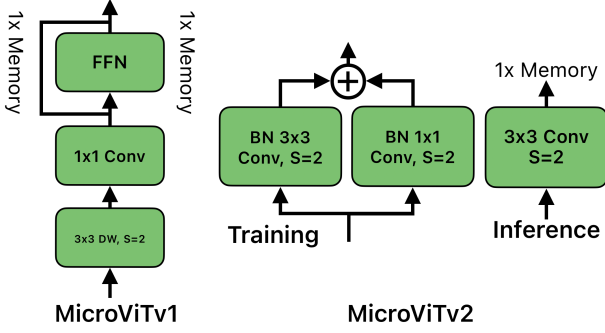 1x Memory
1x Memory
FFN
1x1 Conv
3x3 DW, S=2
MicroViTv1
BN 3x3
Conv, S=2
BN 1x1
Conv, S=2
Training
1x Memory
3x3 Conv
S=2
Inference
MicroViTv2